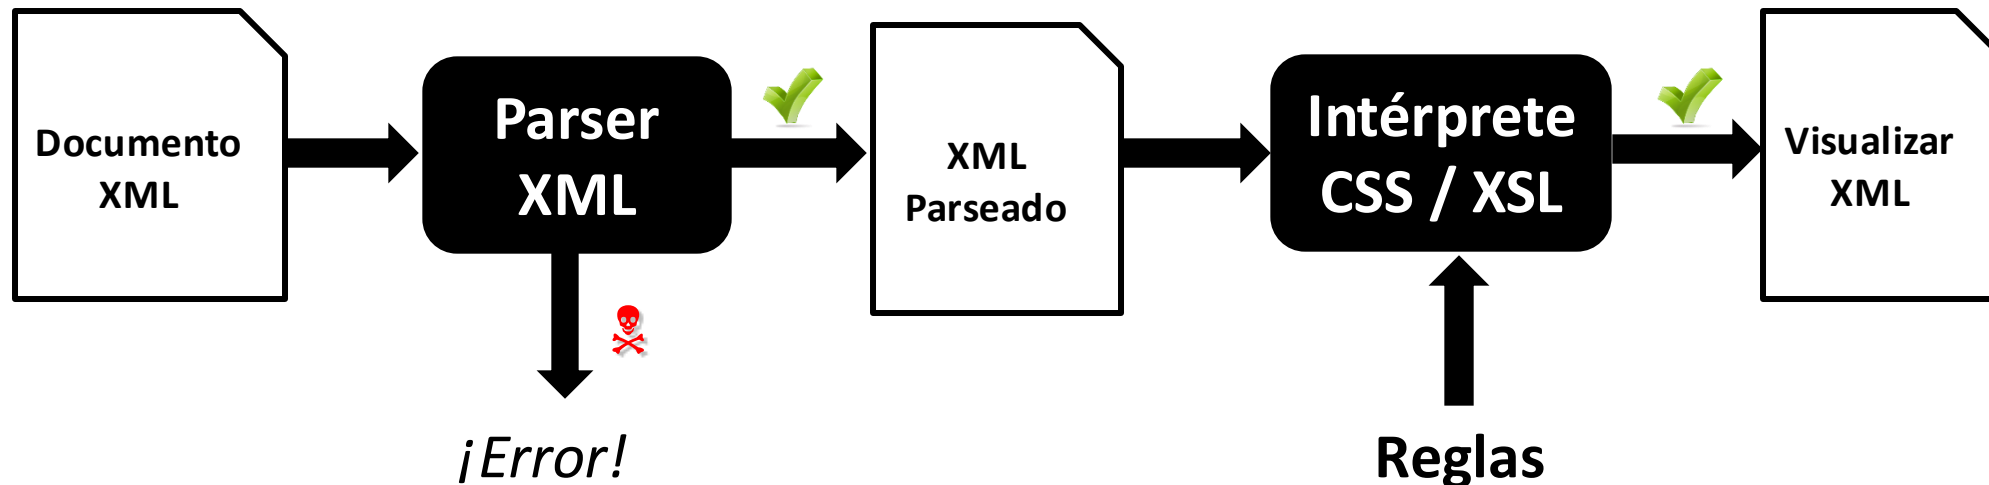 Documento
XML
Parser
XML
XML
Parseado
Intérprete
CSS / XSL
Visualizar
XML
¡Error!
Reglas